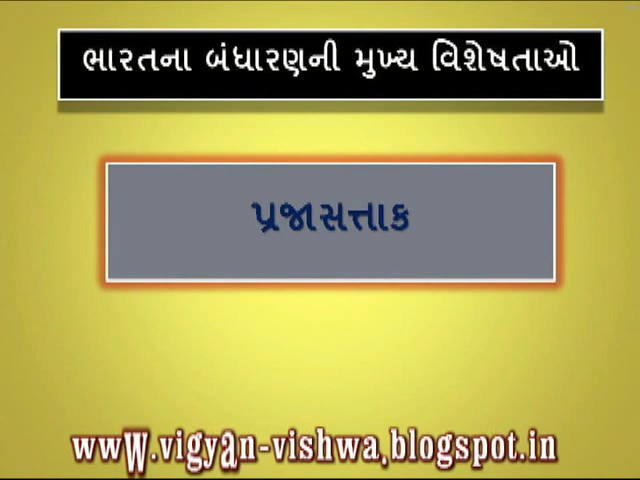 ભારતના બંધારણની મુખ્ય વિશેષતાઓ
પ્રજાસત્તાક
www.vigyan-vishwa.blogspot.in